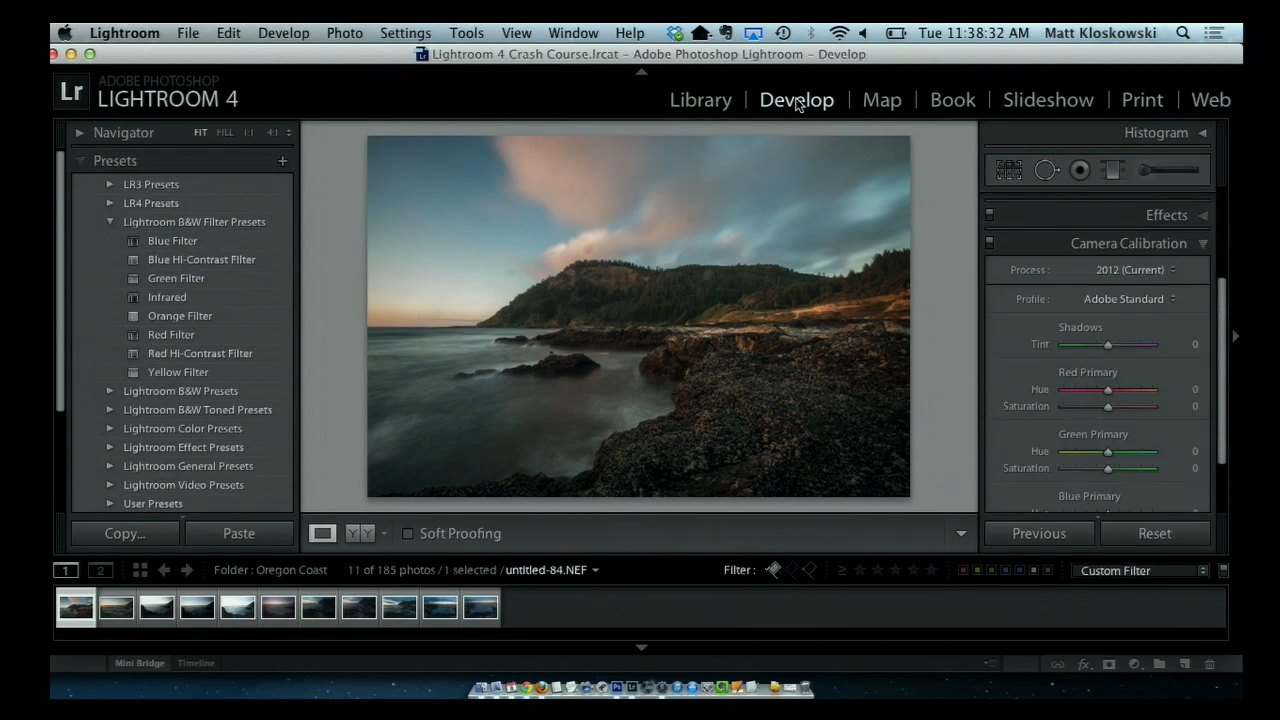 Lightroom File Edit Develop Photo Settings Tools View Window Help Tue 11:38:32 AM Matt Kloskowski
Lightroom 4 Crash Course.lrcat – Adobe Photoshop Lightroom – Develop
Lr ADOBE PHOTOSHOP
LIGHTROOM 4
Library | Develop | Map | Book | Slideshow | Print | Web
Navigator FIT FILL 1:1 4:1
Histogram
Presets +
LR3 Presets
LR4 Presets
Lightroom B&W Filter Presets
Blue Filter
Blue HI-Contrast Filter
Green Filter
Infrared
Orange Filter
Red Filter
Red HI-Contrast Filter
Yellow Filter
Lightroom B&W Presets
Lightroom B&W Toned Presets
Lightroom Color Presets
Lightroom Effect Presets
Lightroom General Presets
Lightroom Video Presets
User Presets
Effects
Camera Calibration
Process : 2012 (Current)
Profile : Adobe Standard
Shadows
Tint 0
Red Primary
Hue 0
Saturation 0
Green Primary
Hue 0
Saturation 0
Blue Primary
Copy... Paste
Y Y Soft Proofing
Previous Reset
1 2 Folder : Oregon Coast 11 of 185 photos / 1 selected / untitled-84.NEF Filter : ≥ Custom Filter
Mini Bridge Timeline fx
Ps Lr